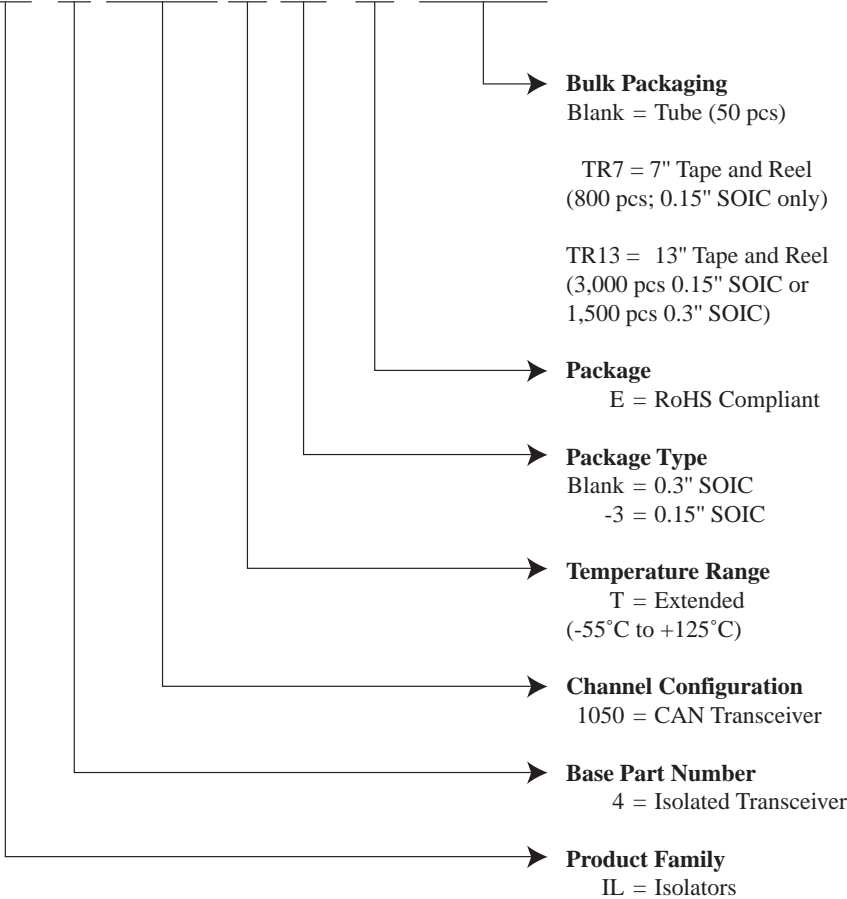 Bulk Packaging
Blank = Tube (50 pcs)
TR7 = 7" Tape and Reel
(800 pcs; 0.15" SOIC only)
TR13 = 13" Tape and Reel
(3,000 pcs 0.15" SOIC or
1,500 pcs 0.3" SOIC)
Package
E = RoHS Compliant
Package Type
Blank = 0.3" SOIC
-3 = 0.15" SOIC
Temperature Range
T = Extended
(-55˚C to +125˚C)
Channel Configuration
1050 = CAN Transceiver
Base Part Number
4 = Isolated Transceiver
Product Family
IL = Isolators